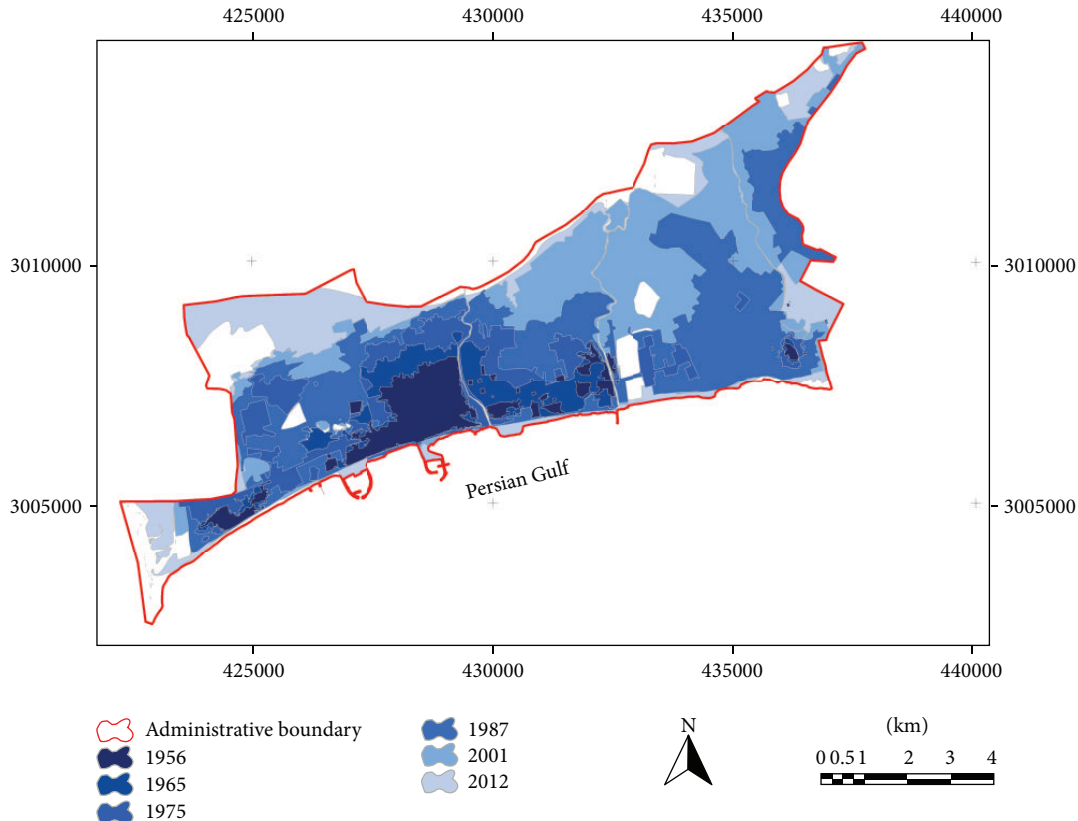 425000 430000 435000 440000
3010000 3010000
Persian Gulf
3005000 3005000
425000 430000 435000 440000
Administrative boundary
1956
1965
1975
1987
2001
2012
N
(km)
0 0.5 1 2 3 4